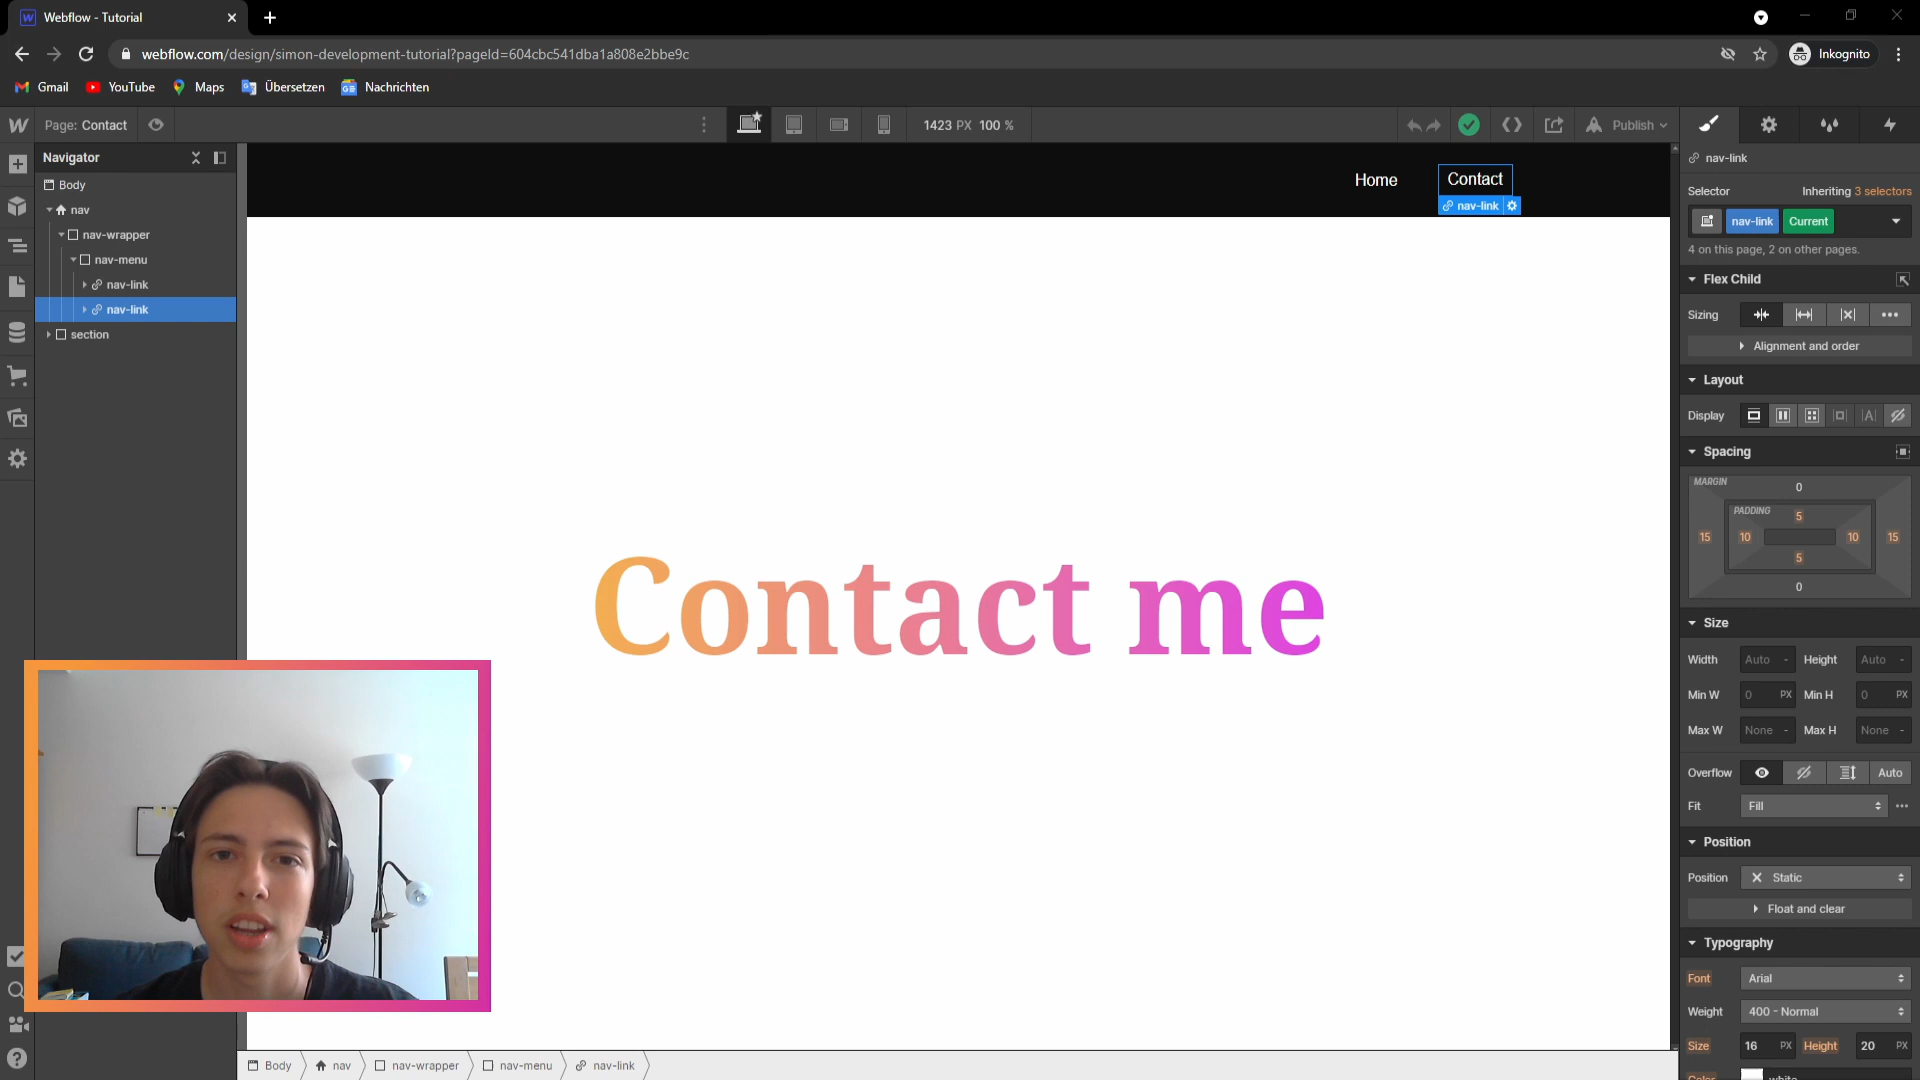 Webflow - Tutorial
webflow.com/design/simon-development-tutorial?pageId=604cbc541dba1a808e2bbe9c
Inkognito
Gmail YouTube Maps Übersetzen Nachrichten
Page: Contact
1423 PX 100 %
Publish
Navigator
Body
nav
nav-wrapper
nav-menu
nav-link
nav-link
section
Home
Contact
nav-link
Contact me
nav-link
Selector Inheriting 3 selectors
nav-link Current
4 on this page, 2 on other pages.
Flex Child
Sizing
Alignment and order
Layout
Display
Spacing
MARGIN
0
PADDING
5
15 10 10 15
5
0
Size
Width Auto - Height Auto -
Min W 0 PX Min H 0 PX
Max W None - Max H None -
Overflow Auto
Fit Fill
Position
Position Static
Float and clear
Typography
Font Arial
Weight 400 - Normal
Size 16 PX Height 20 PX
Color white
Body nav nav-wrapper nav-menu nav-link